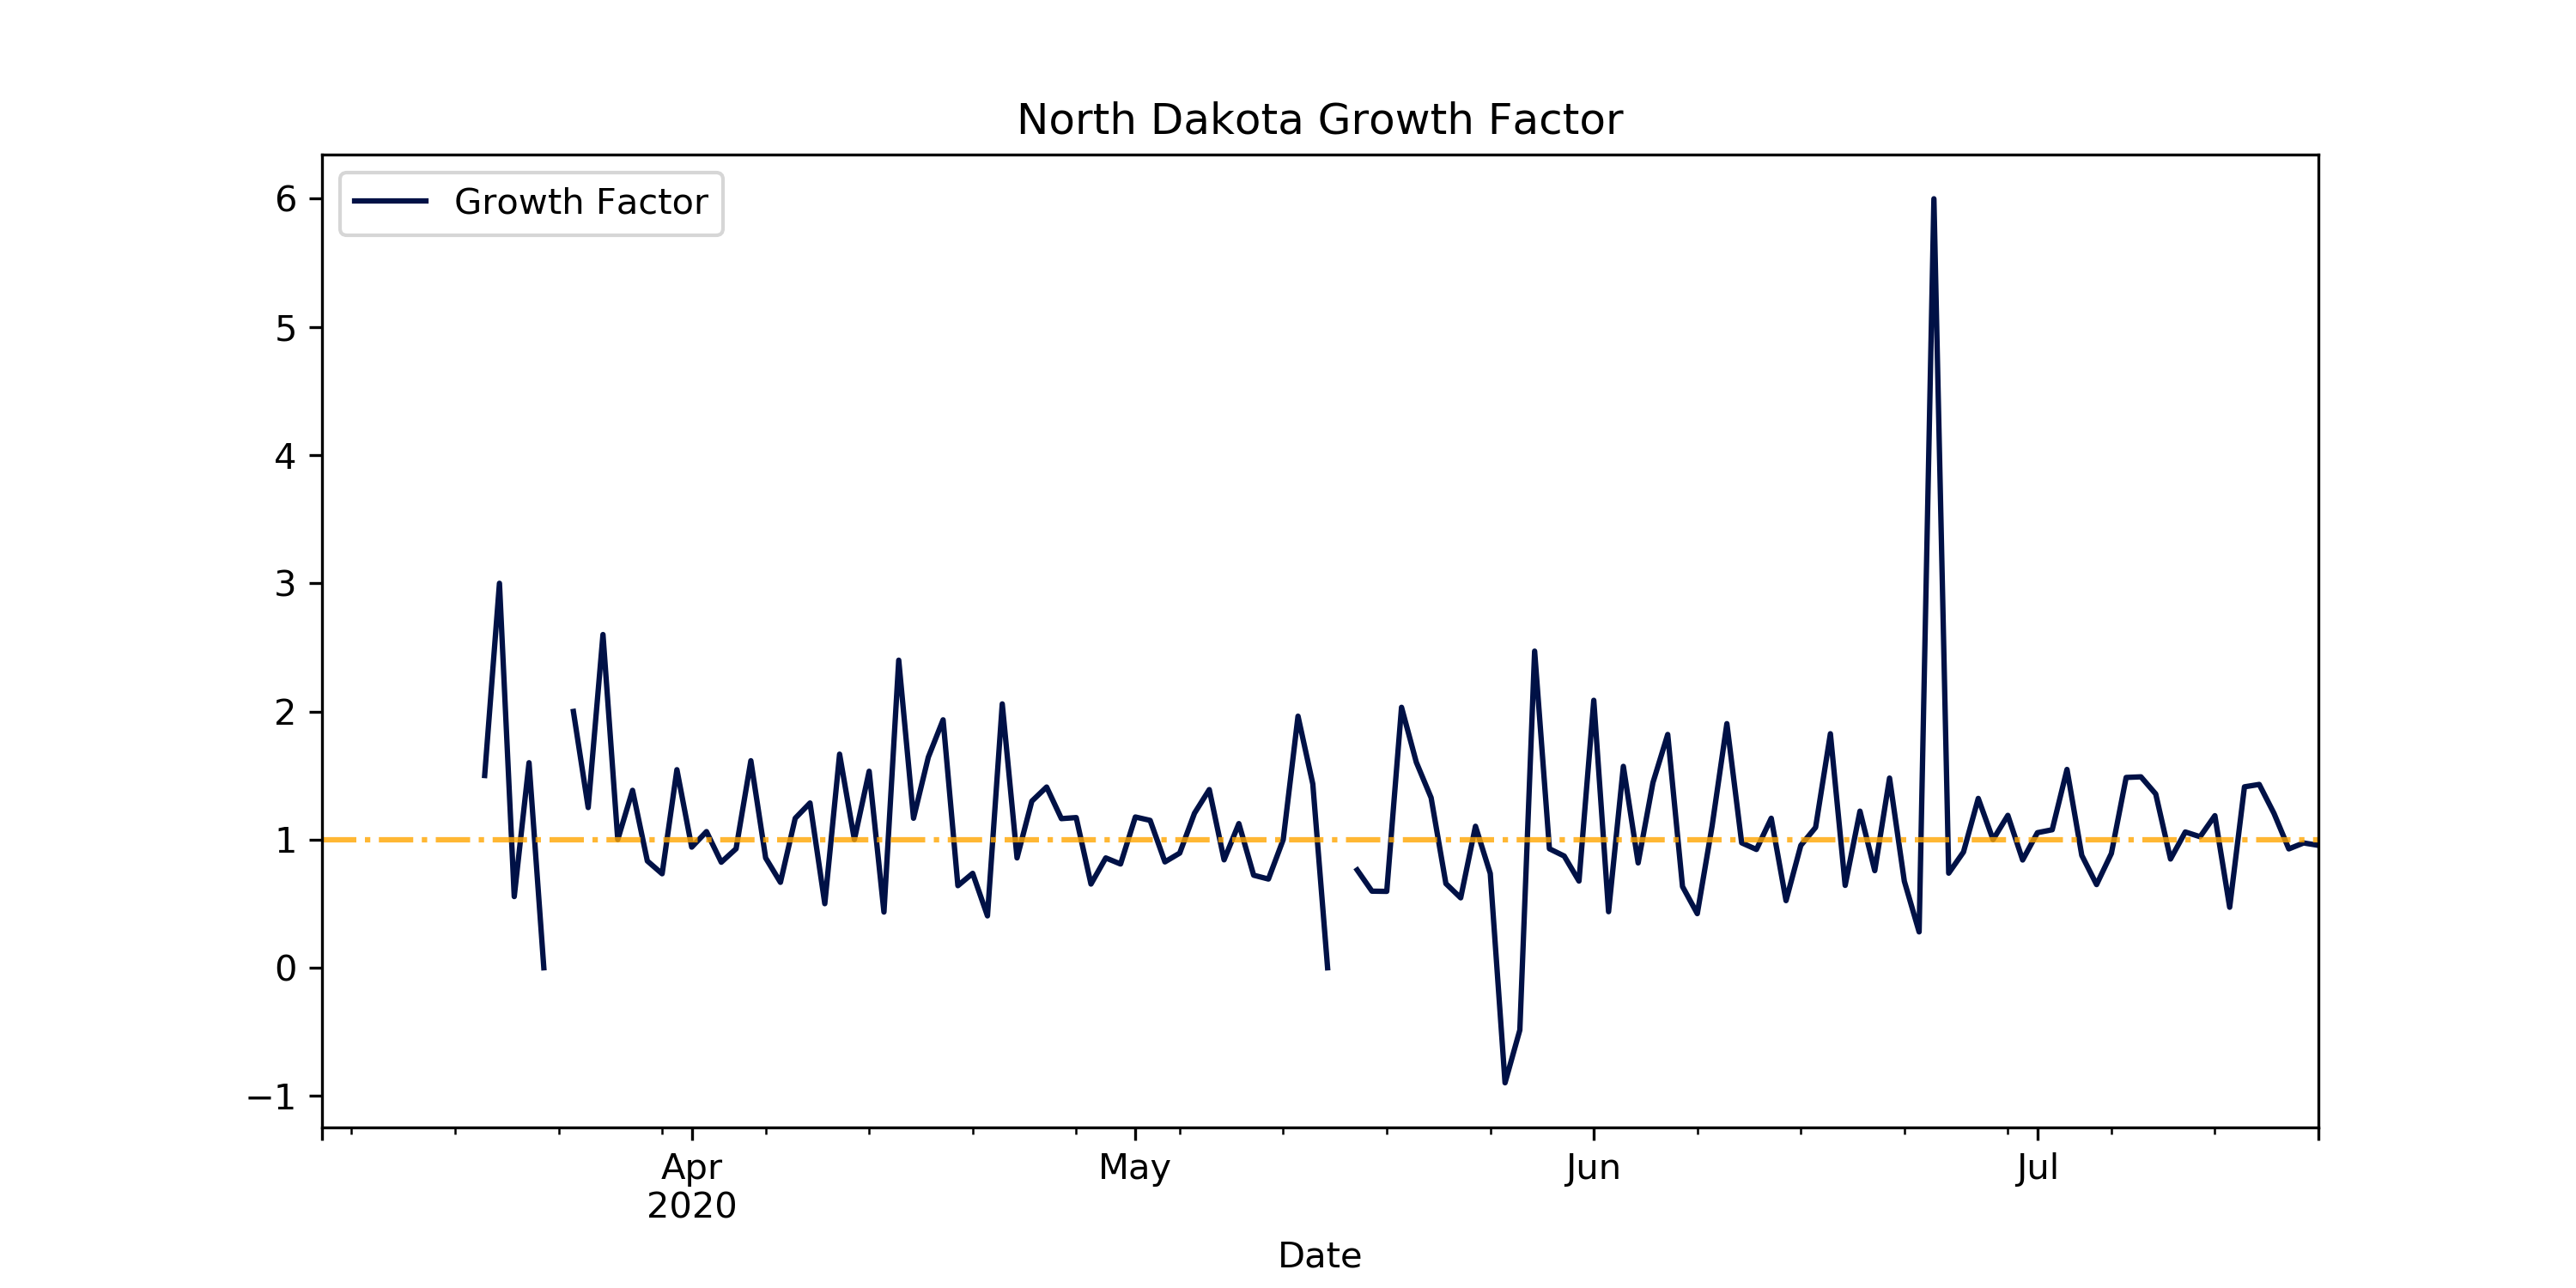 North Dakota Growth Factor
Growth Factor
6
5
4
3
2
1
0
−1
Apr
2020
May
Jun
Jul
Date